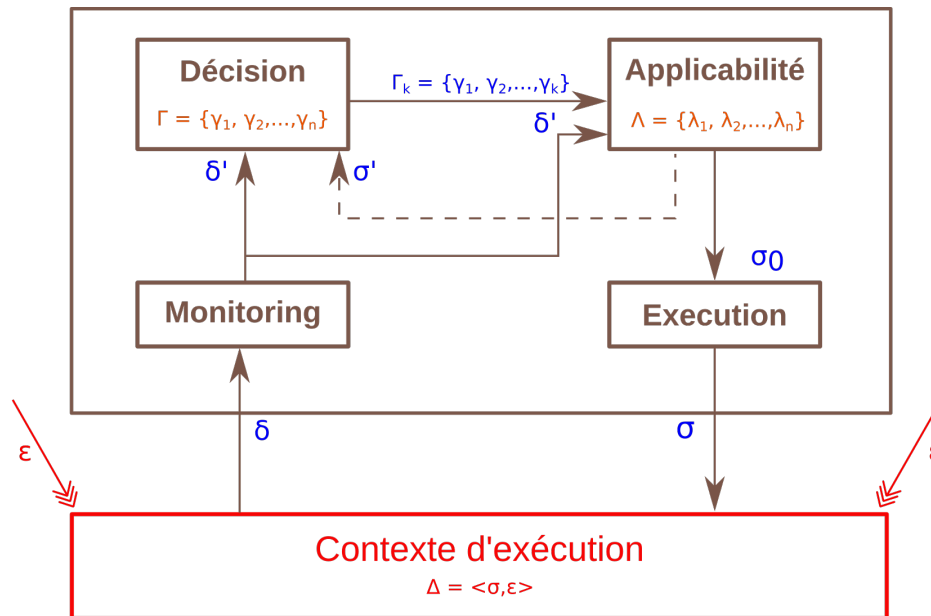 Décision
Γ = {γ1, γ2,...,γn}
Γk = {γ1, γ2,...,γk}
Applicabilité
Λ = {λ1, λ2,...,λn}
δ'
δ'
σ'
σ0
Monitoring
Execution
δ
σ
ε
ε
Contexte d'exécution
Δ = <σ,ε>